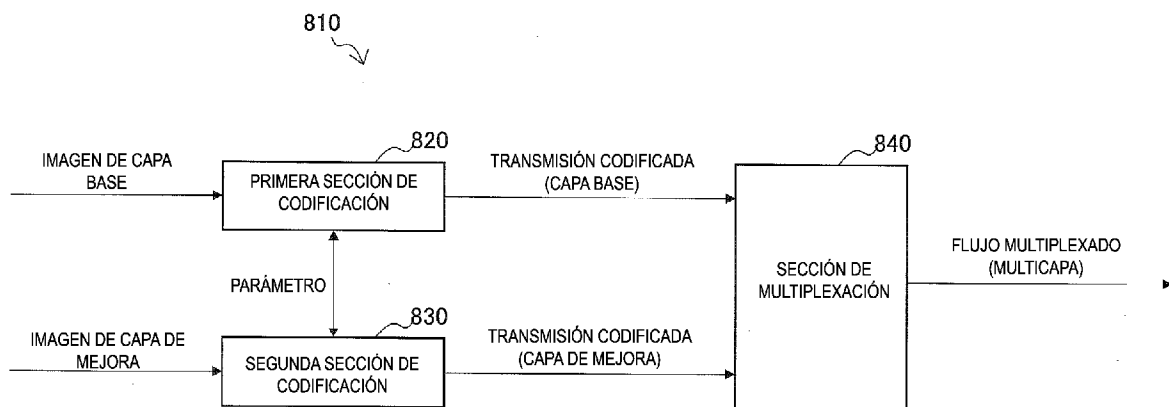 810
820
840
IMAGEN DE CAPA
BASE
PRIMERA SECCIÓN DE
CODIFICACIÓN
TRANSMISIÓN CODIFICADA
(CAPA BASE)
PARÁMETRO
SECCIÓN DE
MULTIPLEXACIÓN
FLUJO MULTIPLEXADO
(MULTICAPA)
830
IMAGEN DE CAPA DE
MEJORA
SEGUNDA SECCIÓN DE
CODIFICACIÓN
TRANSMISIÓN CODIFICADA
(CAPA DE MEJORA)